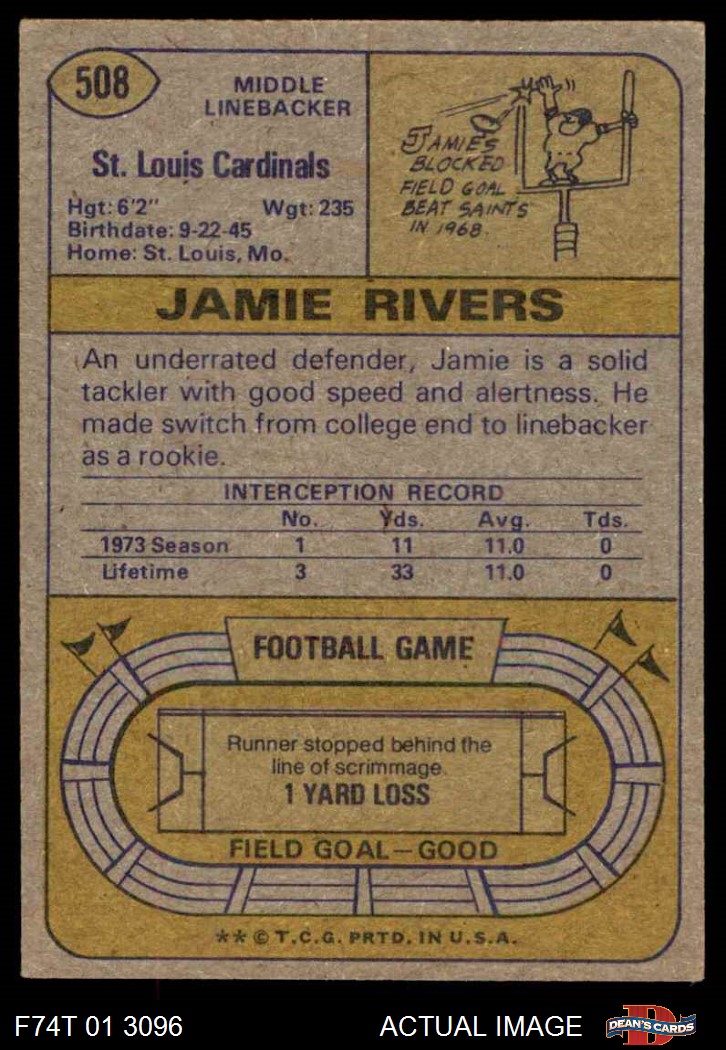 508
MIDDLE
LINEBACKER
St. Louis Cardinals
Hgt: 6'2" Wgt: 235
Birthdate: 9-22-45
Home: St. Louis, Mo.
JAMIE'S
BLOCKED
FIELD GOAL
BEAT SAINTS
IN 1968.
JAMIE RIVERS
An underrated defender, Jamie is a solid
tackler with good speed and alertness. He
made switch from college end to linebacker
as a rookie.
INTERCEPTION RECORD
No. Yds. Avg. Tds.
1973 Season 1 11 11.0 0
Lifetime 3 33 11.0 0
FOOTBALL GAME
Runner stopped behind the
line of scrimmage.
1 YARD LOSS
FIELD GOAL—GOOD
** © T.C.G. PRTD. IN U.S.A.
F74T 01 3096 ACTUAL IMAGE
D
DEAN'S CARDS